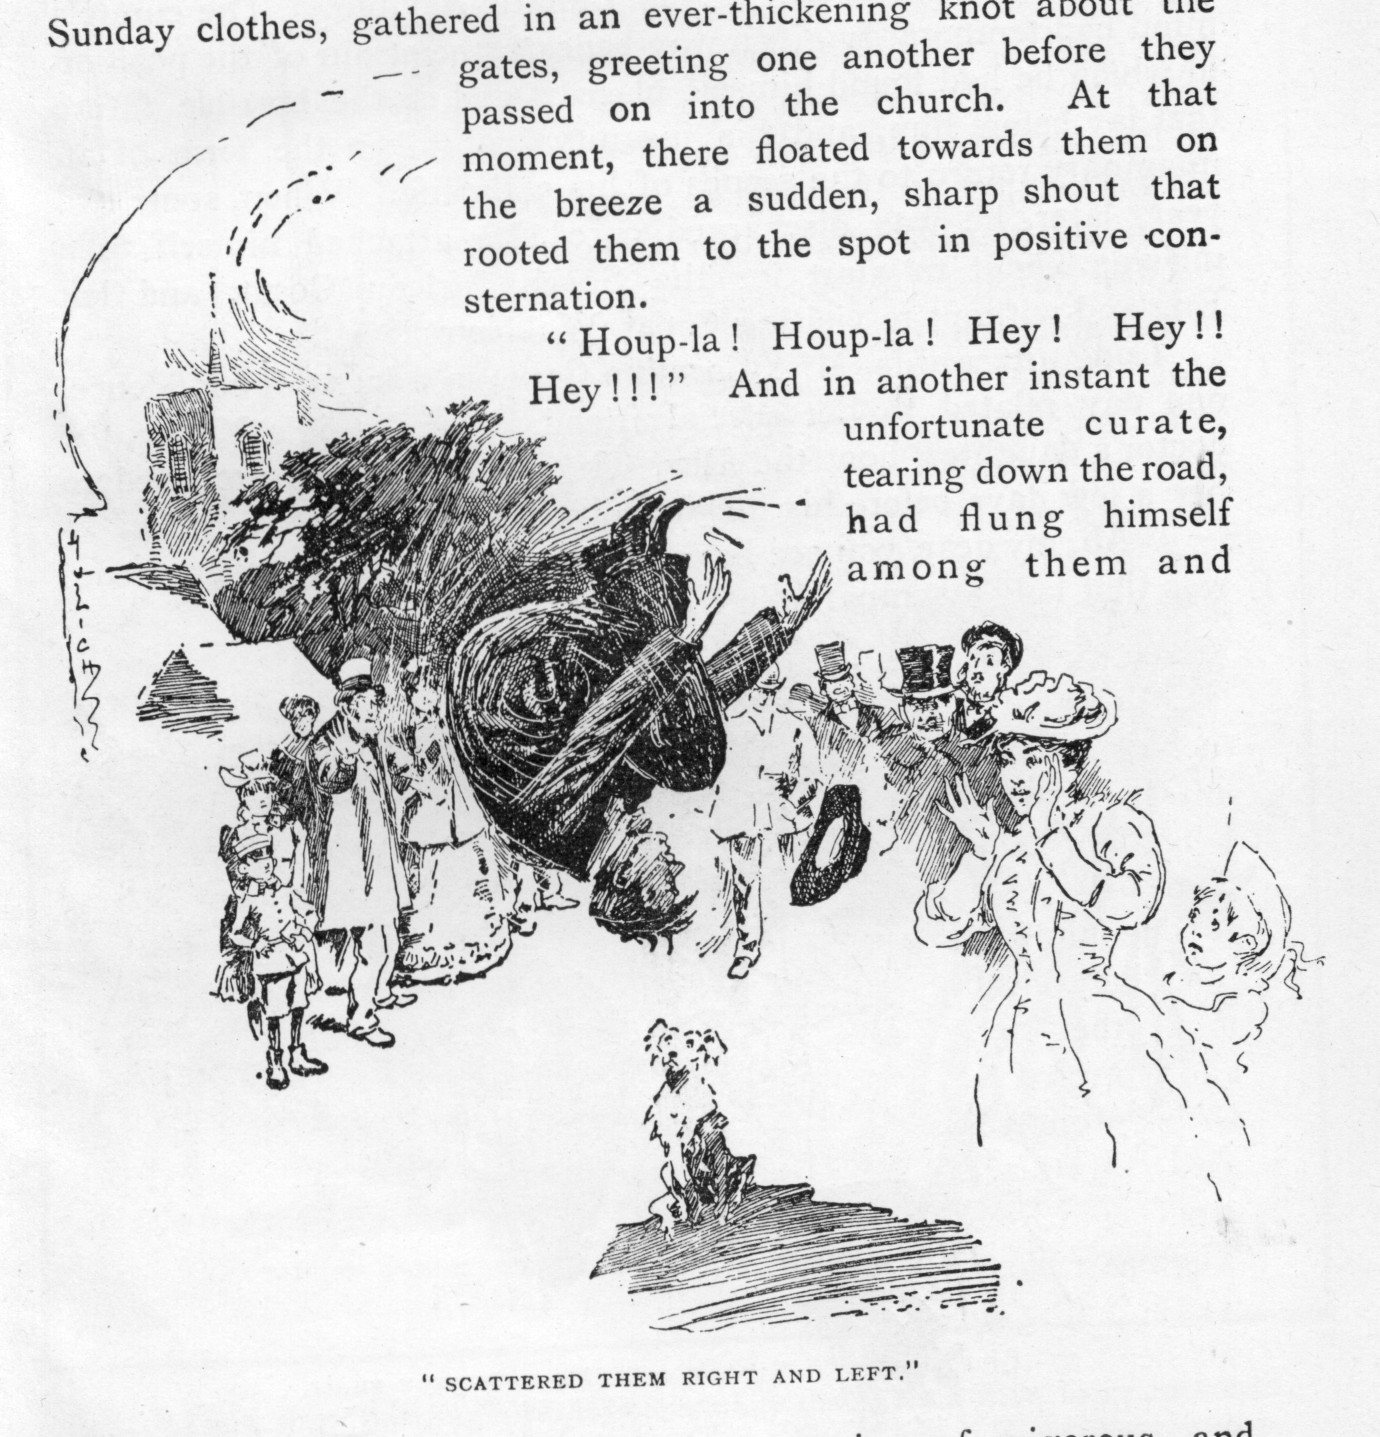 Sunday clothes, gathered in an ever-thickening knot about the
gates, greeting one another before they
passed on into the church. At that
moment, there floated towards them on
the breeze a sudden, sharp shout that
rooted them to the spot in positive con-
sternation.
“Houp-la! Houp-la! Hey! Hey!!
Hey!!!” And in another instant the
unfortunate curate,
tearing down the road,
had flung himself
among them and
“SCATTERED THEM RIGHT AND LEFT.”
and